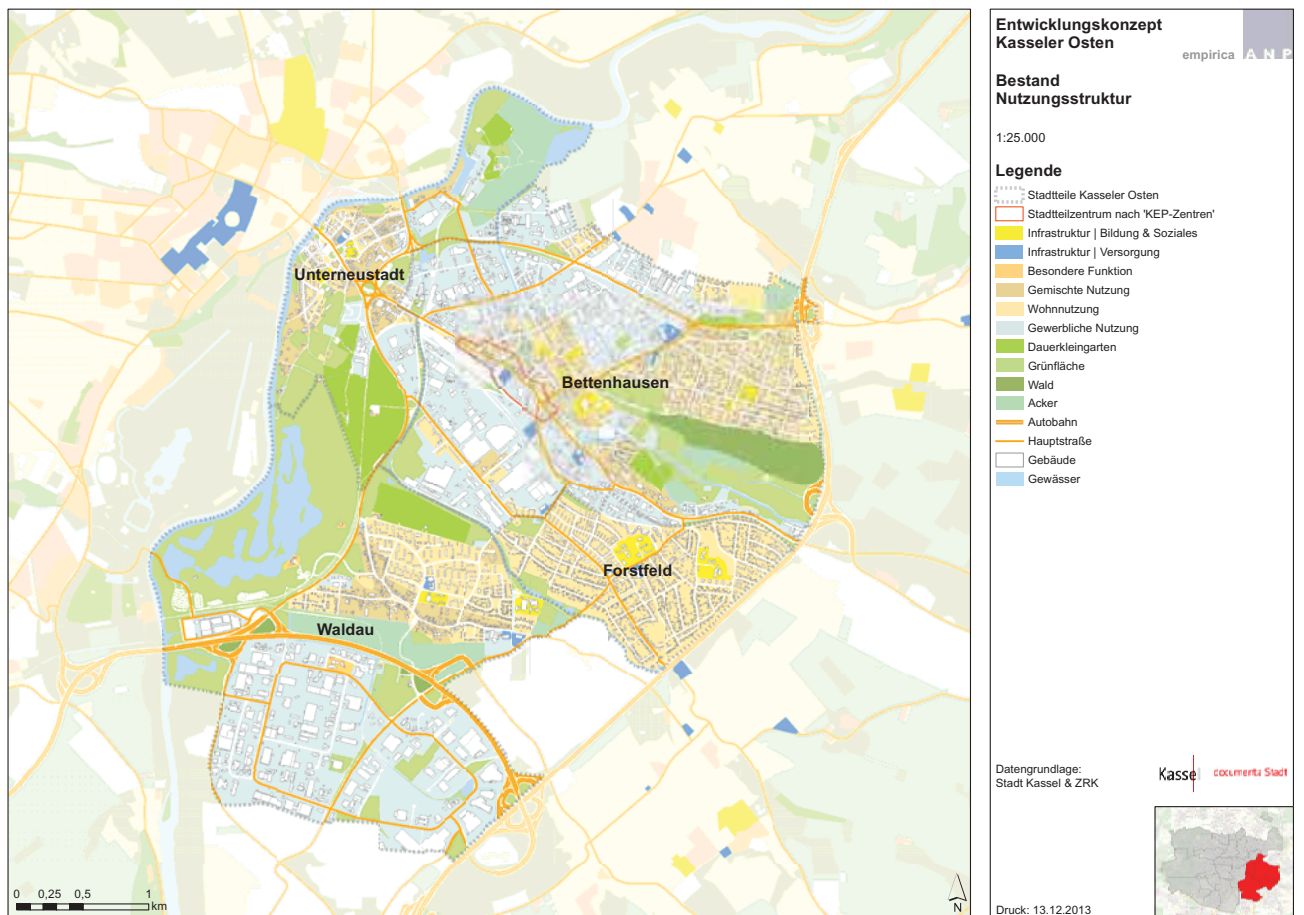 Entwicklungskonzept
Kasseler Osten
empirica
A N P
Bestand
Nutzungsstruktur
1:25.000
Legende
Stadtteile Kasseler Osten
Stadtteilzentrum nach 'KEP-Zentren'
Infrastruktur | Bildung & Soziales
Infrastruktur | Versorgung
Besondere Funktion
Gemischte Nutzung
Wohnnutzung
Gewerbliche Nutzung
Dauerkleingarten
Grünfläche
Wald
Acker
Autobahn
Hauptstraße
Gebäude
Gewässer
Unterneustadt
Bettenhausen
Forstfeld
Waldau
0 0,25 0,5 1
km
N
Datengrundlage:
Stadt Kassel & ZRK
Kassel documenta Stadt
Druck: 13.12.2013